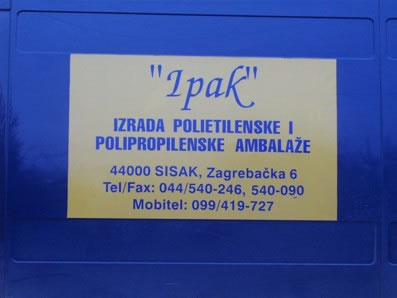 "Ipak"
IZRADA POLIETILENSKE I
POLIPROPILENSKE AMBALAŽE
44000 SISAK, Zagrebačka 6
Tel/Fax: 044/540-246, 540-090
Mobitel: 099/419-727